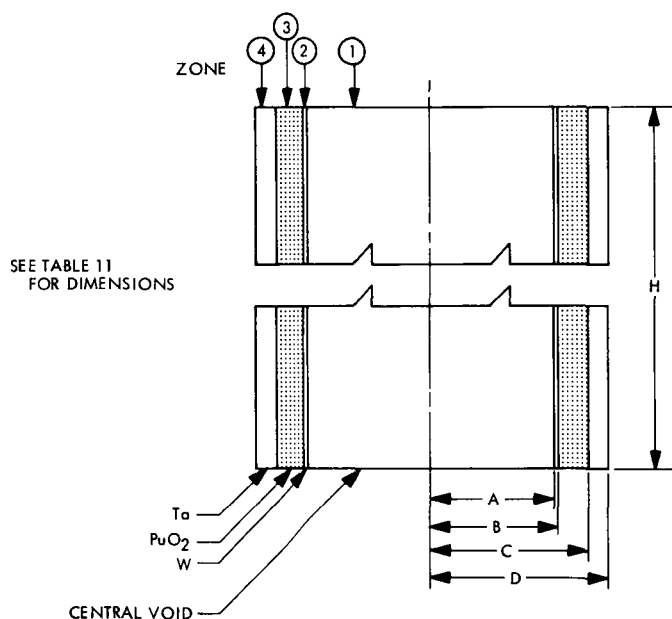 3
4
2
1
ZONE
SEE TABLE 11
FOR DIMENSIONS
H
A
B
C
D
Ta
PuO2
W
CENTRAL VOID